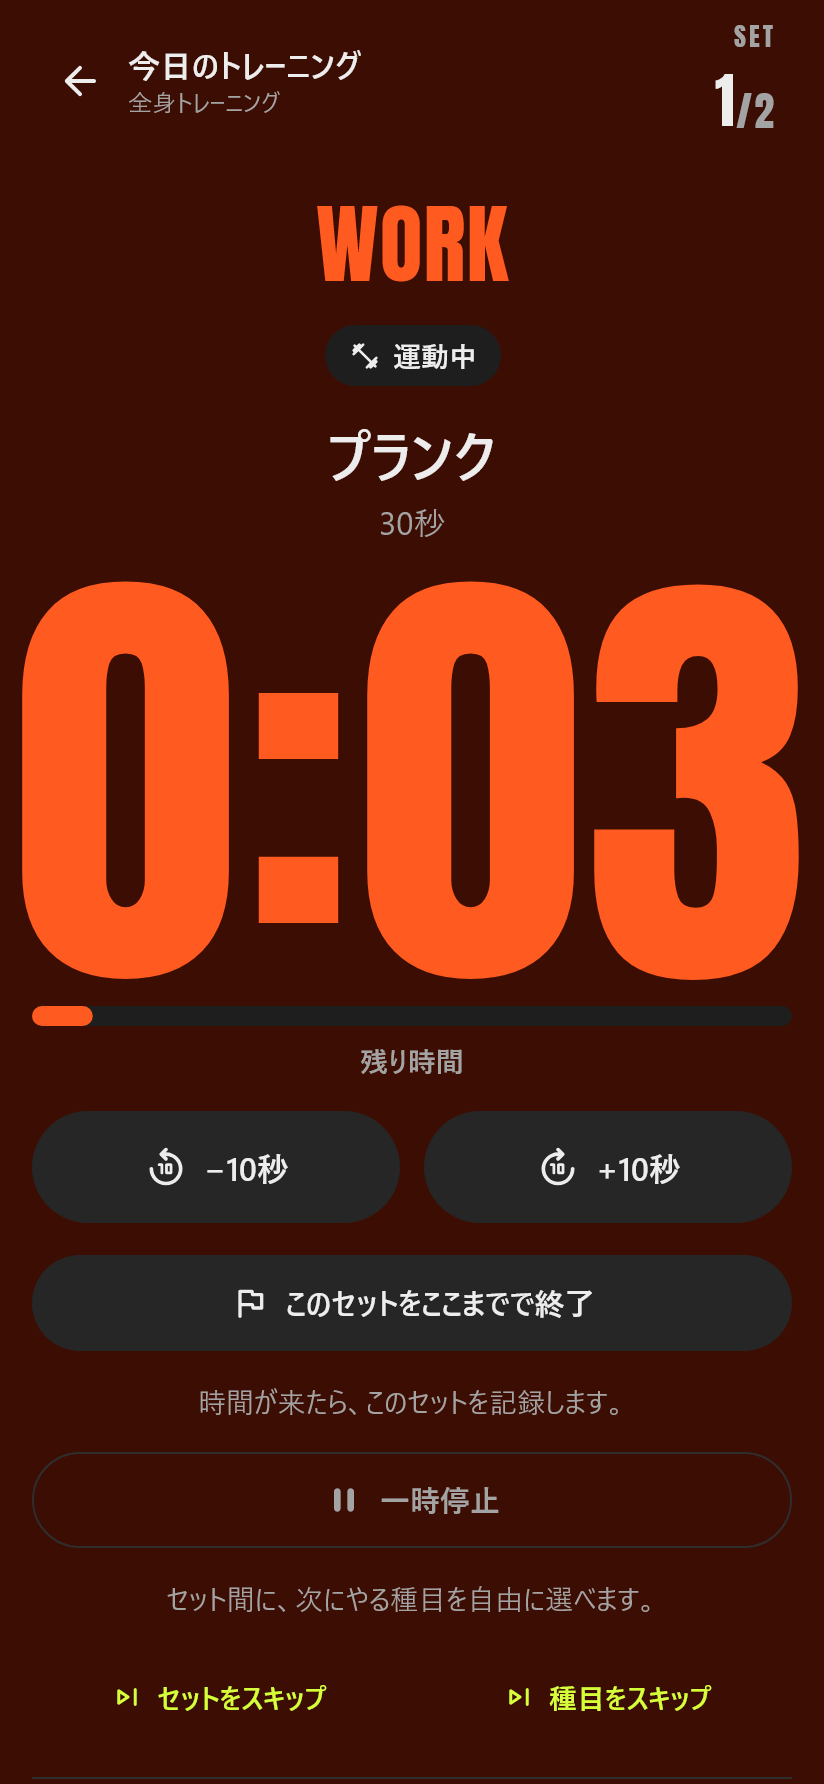 今日のトレーニング
全身トレーニング
SET
1/2
WORK
運動中
プランク
30秒
0:03
残り時間
10 −10秒
10 +10秒
このセットをここまでで終了
時間が来たら、このセットを記録します。
一時停止
セット間に、次にやる種目を自由に選べます。
セットをスキップ
種目をスキップ